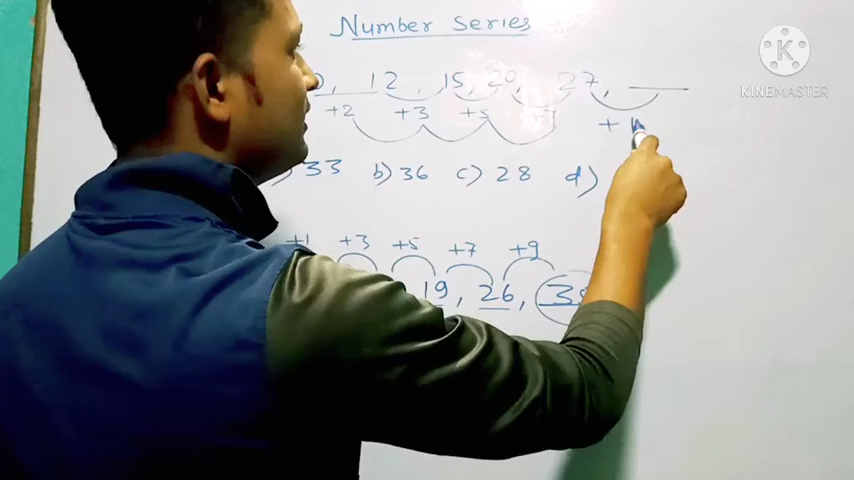 Number Series
12, 15, 20, 27,
+2 +3 +5 +
33 b) 36 c) 28 d)
+1 +3 +5 +7 +9
19, 26,
K
KINEMASTER